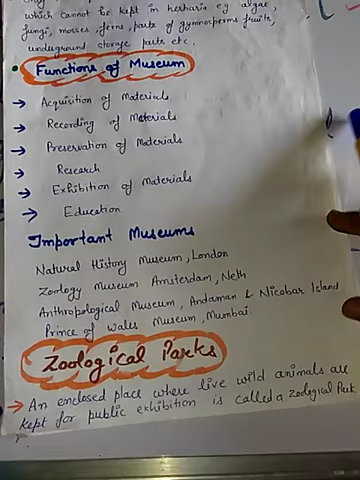 which cannot be kept in herbaria eg algae,
fungi, mosses, ferns, parts of gymnosperms fruits,
underground storage parts etc.
• Functions of Museum
→ Acquisition of Materials
→ Recording of Materials
→ Preservation of Materials
→ Research
→ Exhibition of Materials
→ Education
Important Museums
Natural History Museum, London
Zoology Museum Amsterdam, Neth
Anthropological Museum, Andaman & Nicobar Island
Prince of Wales Museum, Mumbai.
Zoological Parks
→ An enclosed place where live wild animals are
kept for public exhibition is called a Zoological Park